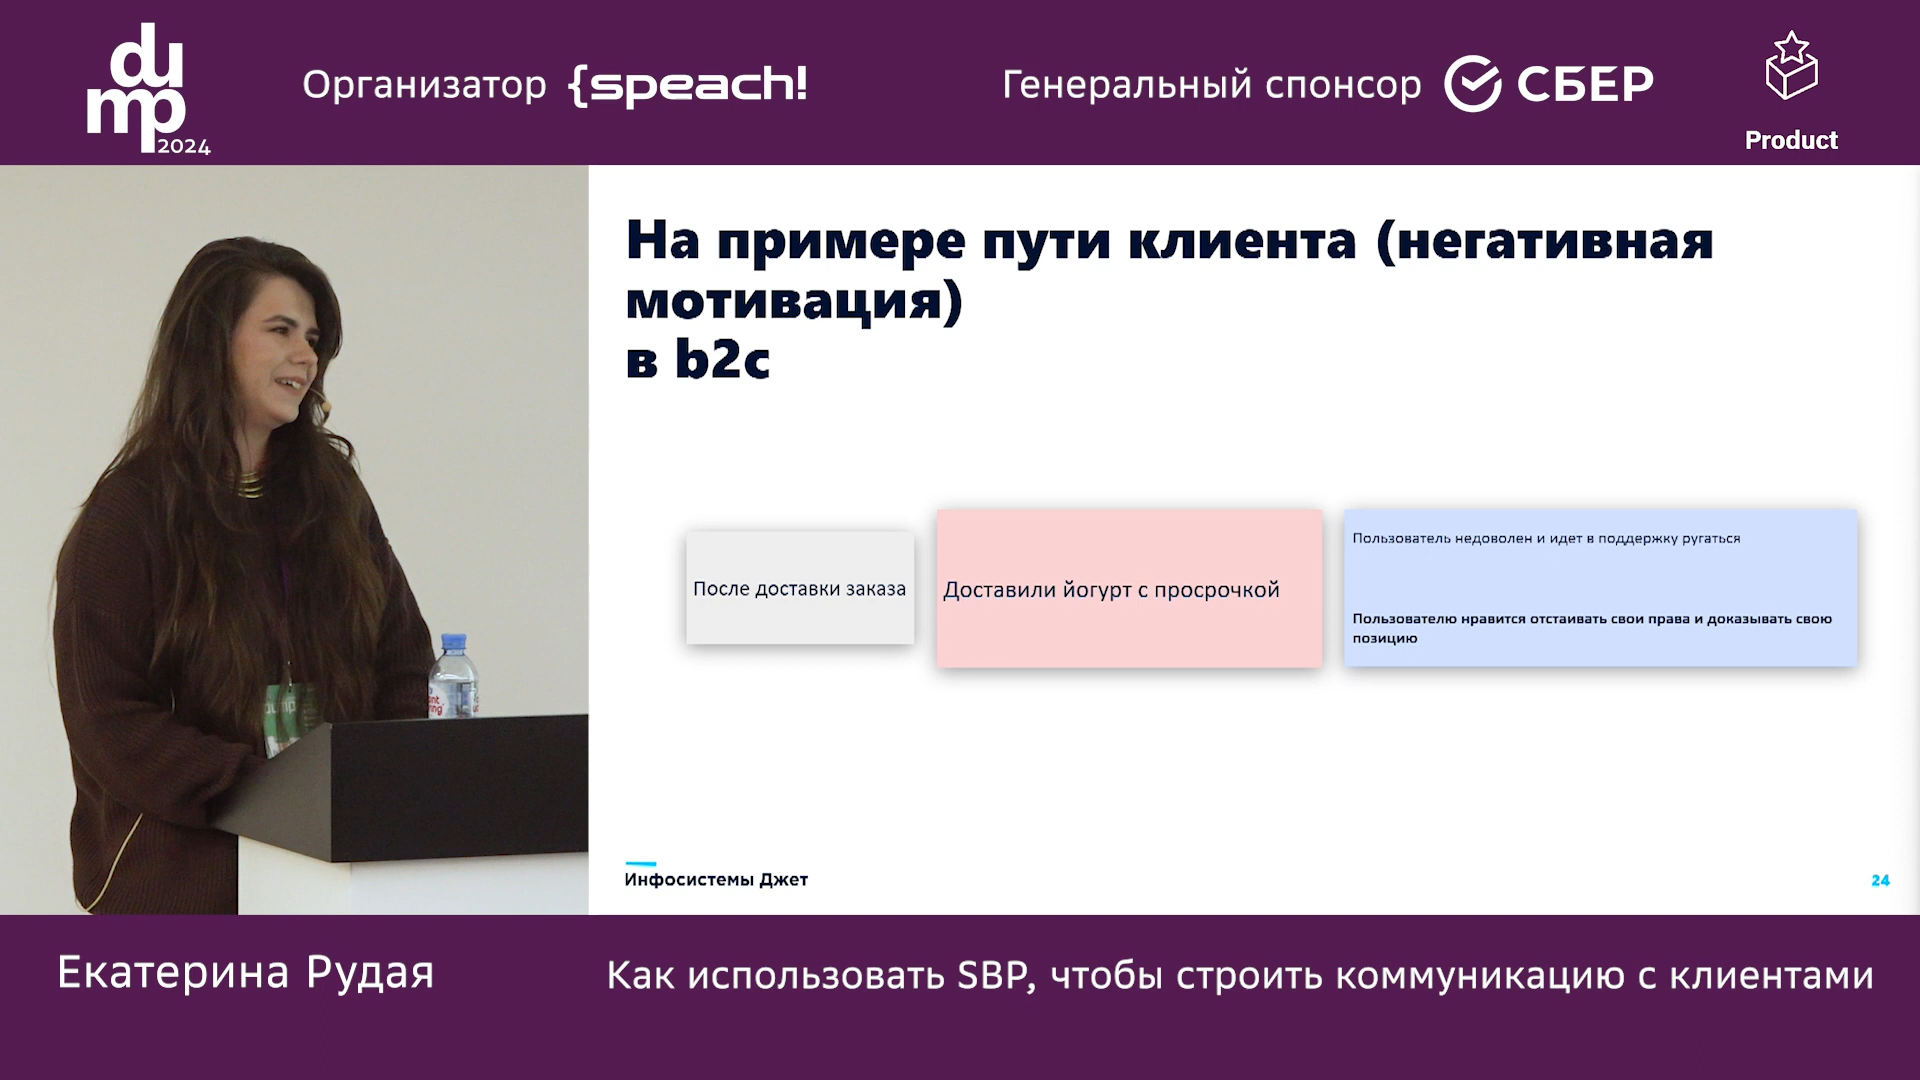 dump
2024
Организатор {speach!
Генеральный спонсор СБЕР
Product
На примере пути клиента (негативная
мотивация)
в b2c
После доставки заказа
Доставили йогурт с просрочкой
Пользователь недоволен и идет в поддержку ругаться
Пользователю нравится отстаивать свои права и доказывать свою
позицию
Инфосистемы Джет
24
Екатерина Рудая
Как использовать SBP, чтобы строить коммуникацию с клиентами